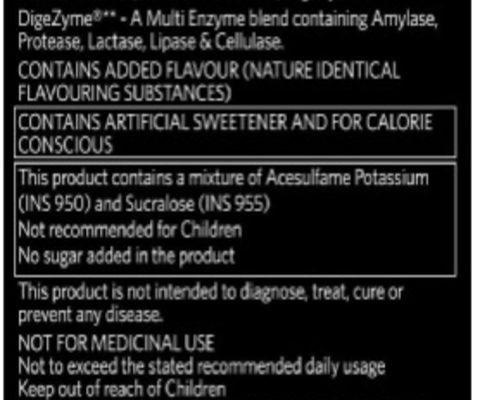 DigeZyme®** - A Multi Enzyme blend containing Amylase,
Protease, Lactase, Lipase & Cellulase.
CONTAINS ADDED FLAVOUR (NATURE IDENTICAL
FLAVOURING SUBSTANCES)
CONTAINS ARTIFICIAL SWEETENER AND FOR CALORIE
CONSCIOUS
This product contains a mixture of Acesulfame Potassium
(INS 950) and Sucralose (INS 955)
Not recommended for Children
No sugar added in the product
This product is not intended to diagnose, treat, cure or
prevent any disease.
NOT FOR MEDICINAL USE
Not to exceed the stated recommended daily usage
Keep out of reach of Children